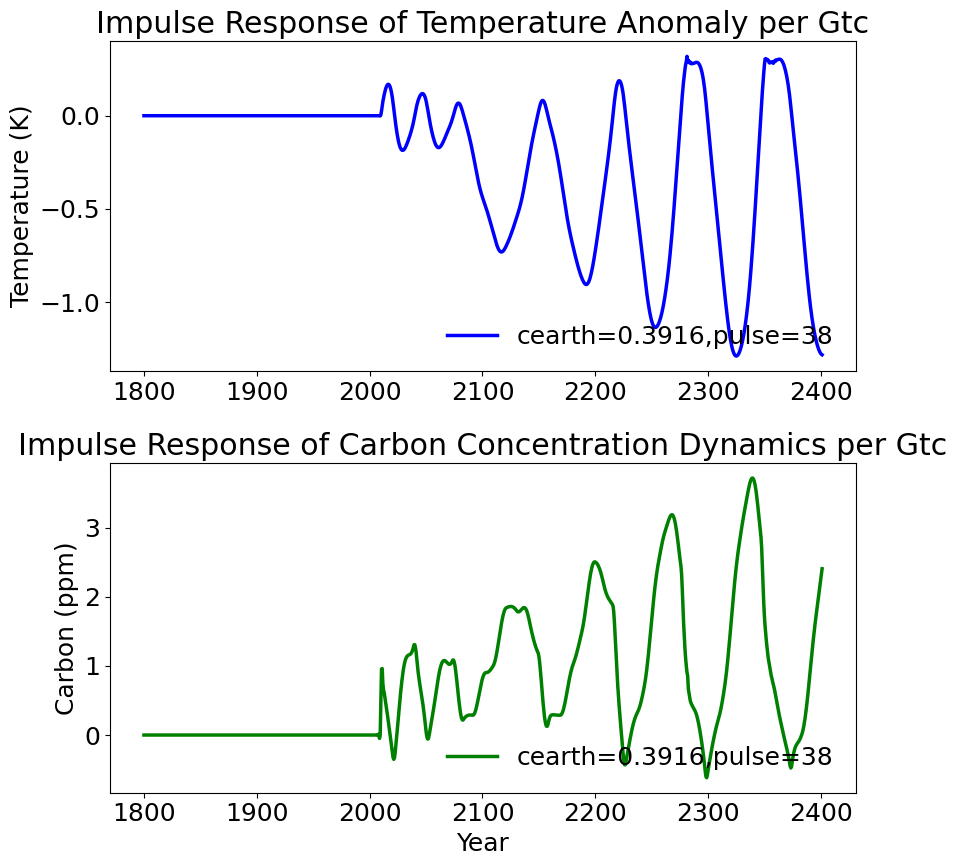 Impulse Response of Temperature Anomaly per Gtc
Temperature (K)
0.0
−0.5
−1.0
cearth=0.3916,pulse=38
1800 1900 2000 2100 2200 2300 2400
Impulse Response of Carbon Concentration Dynamics per Gtc
Carbon (ppm)
3
2
1
0
cearth=0.3916,pulse=38
1800 1900 2000 2100 2200 2300 2400
Year